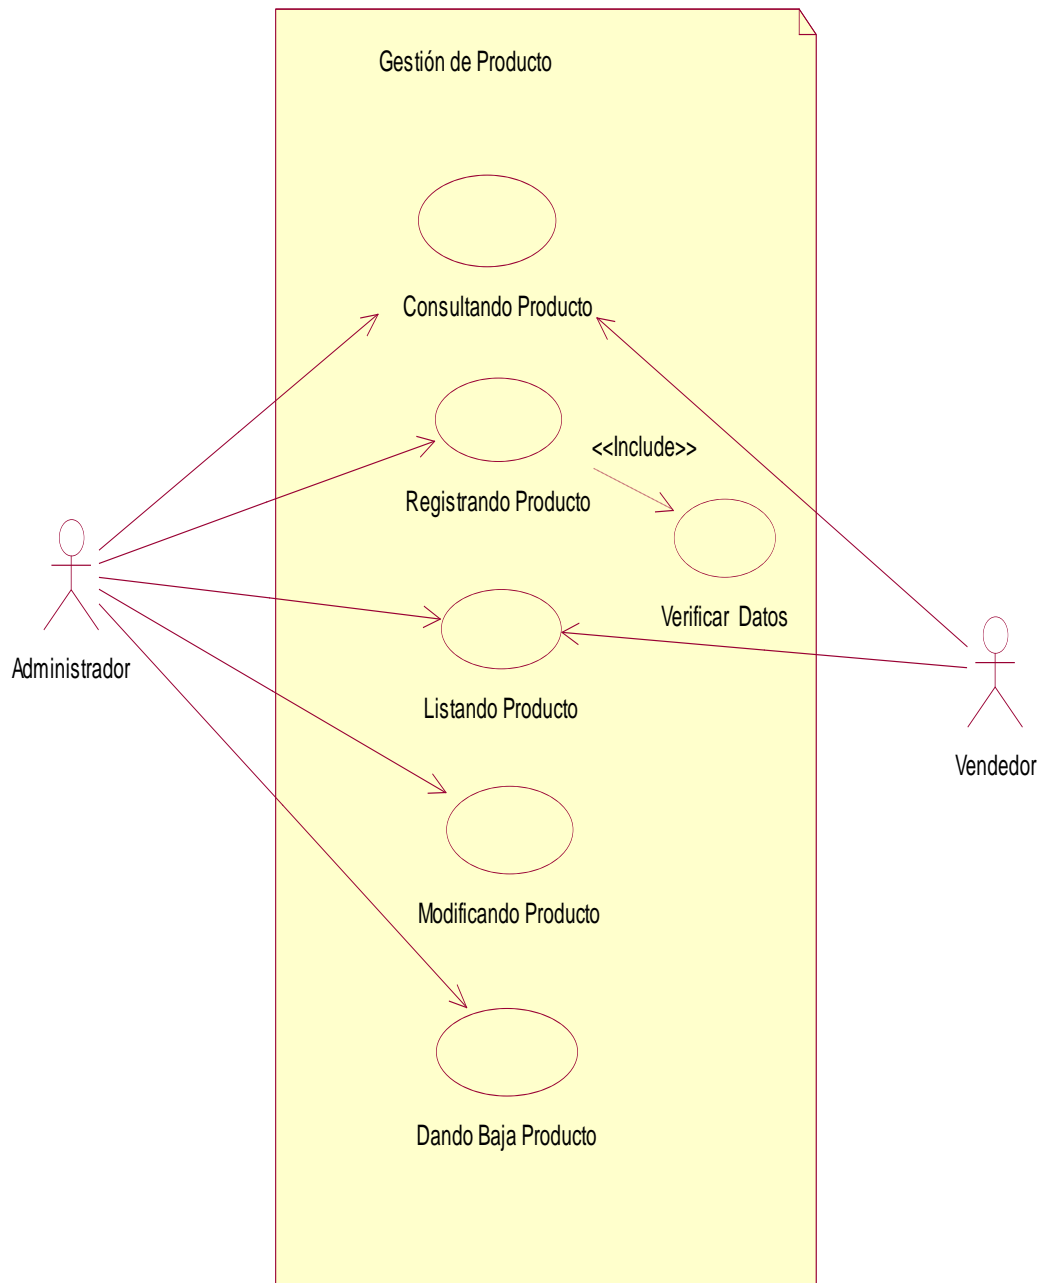 Gestión de Producto
Consultando Producto
<<Include>>
Registrando Producto
Verificar Datos
Administrador
Listando Producto
Vendedor
Modificando Producto
Dando Baja Producto